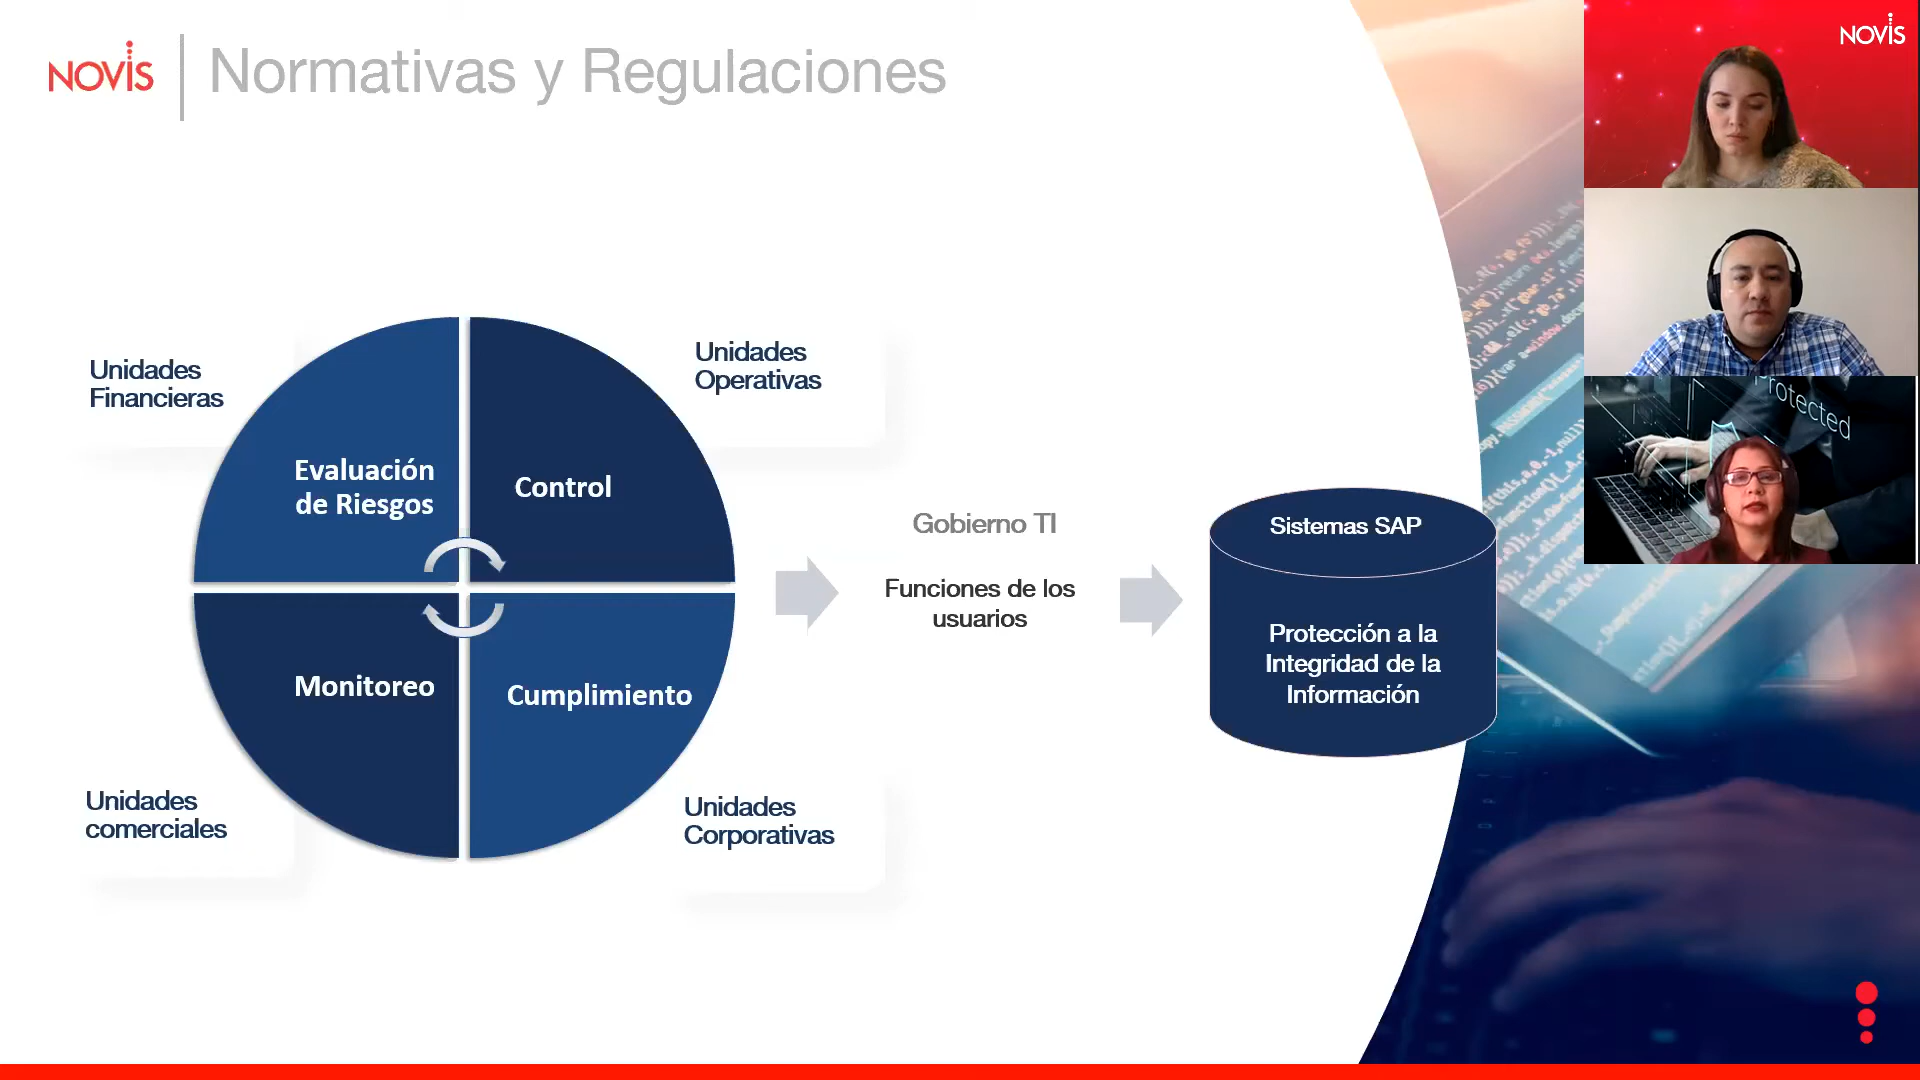 NOVIS
Normativas y Regulaciones
NOVIS
Unidades
Financieras
Unidades
Operativas
Evaluación
de Riesgos
Control
Monitoreo
Cumplimiento
Unidades
comerciales
Unidades
Corporativas
Gobierno TI
Funciones de los
usuarios
Sistemas SAP
Protección a la
Integridad de la
Información
Protected